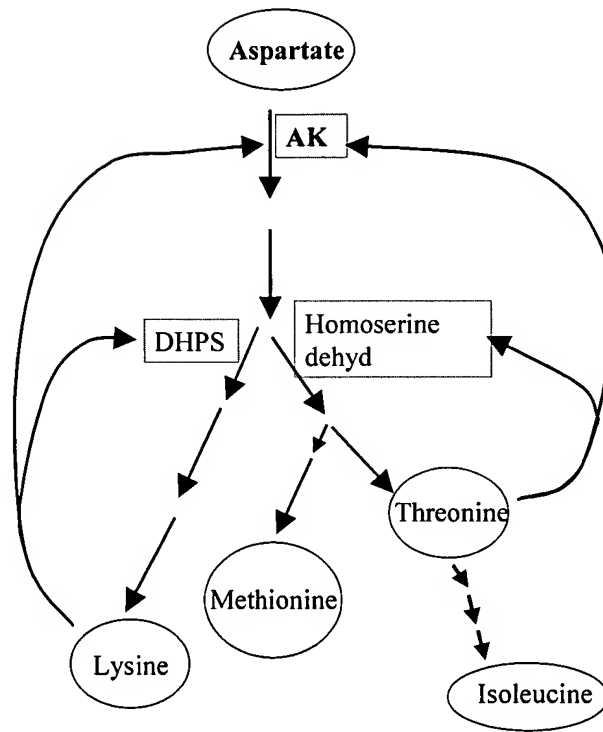 Aspartate
AK
DHPS
Homoserine
dehyd
Threonine
Methionine
Lysine
Isoleucine